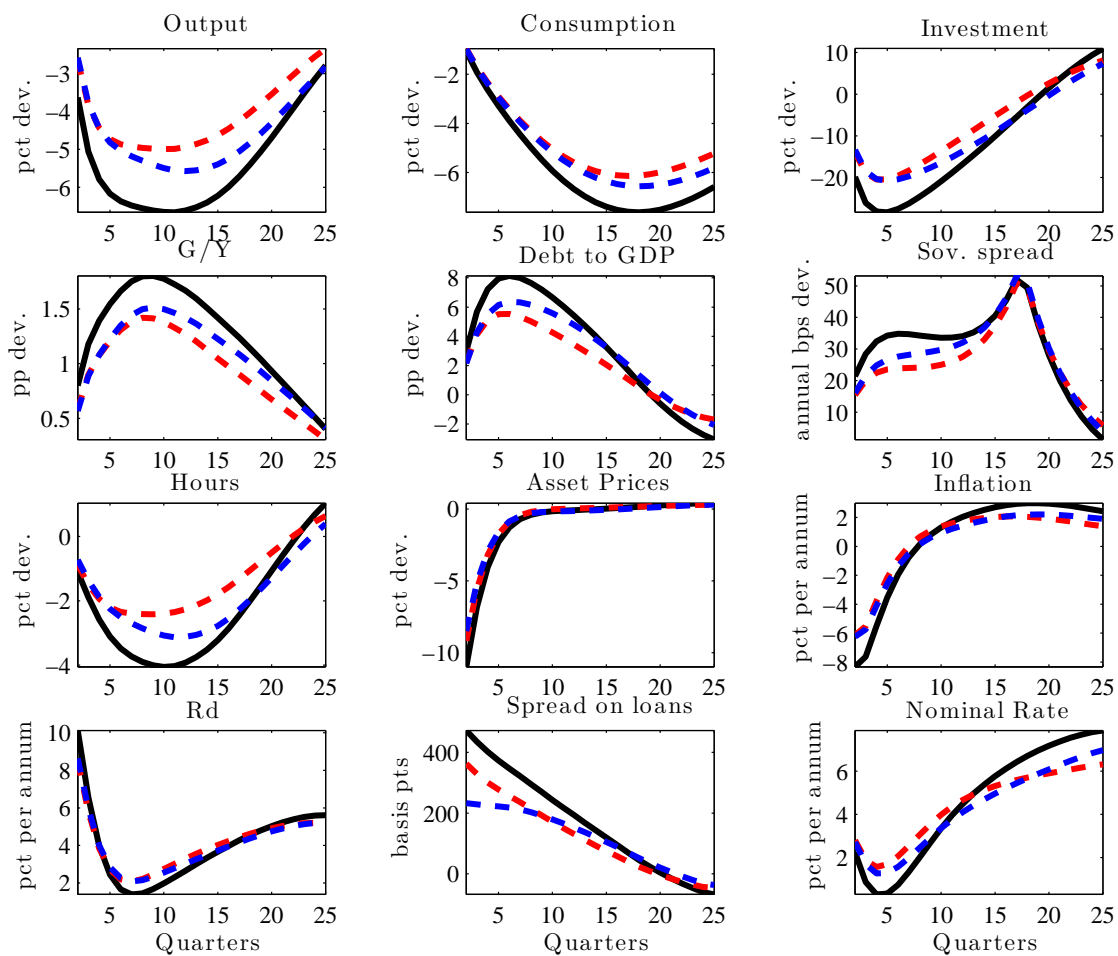 Output
pct dev.
−3
−4
−5
−6
5 10 15 20 25
Consumption
pct dev.
−2
−4
−6
5 10 15 20 25
Investment
pct dev.
10
0
−10
−20
5 10 15 20 25
G/Y
pp dev.
1.5
1
0.5
5 10 15 20 25
Debt to GDP
pp dev.
8
6
4
2
0
−2
5 10 15 20 25
Sov. spread
annual bps dev.
50
40
30
20
10
5 10 15 20 25
Hours
pct dev.
0
−2
−4
5 10 15 20 25
Asset Prices
pct dev.
0
−5
−10
5 10 15 20 25
Inflation
pct per annum
2
0
−2
−4
−6
−8
5 10 15 20 25
Rd
pct per annum
10
8
6
4
2
5 10 15 20 25
Quarters
Spread on loans
basis pts
400
200
0
5 10 15 20 25
Quarters
Nominal Rate
pct per annum
6
4
2
5 10 15 20 25
Quarters